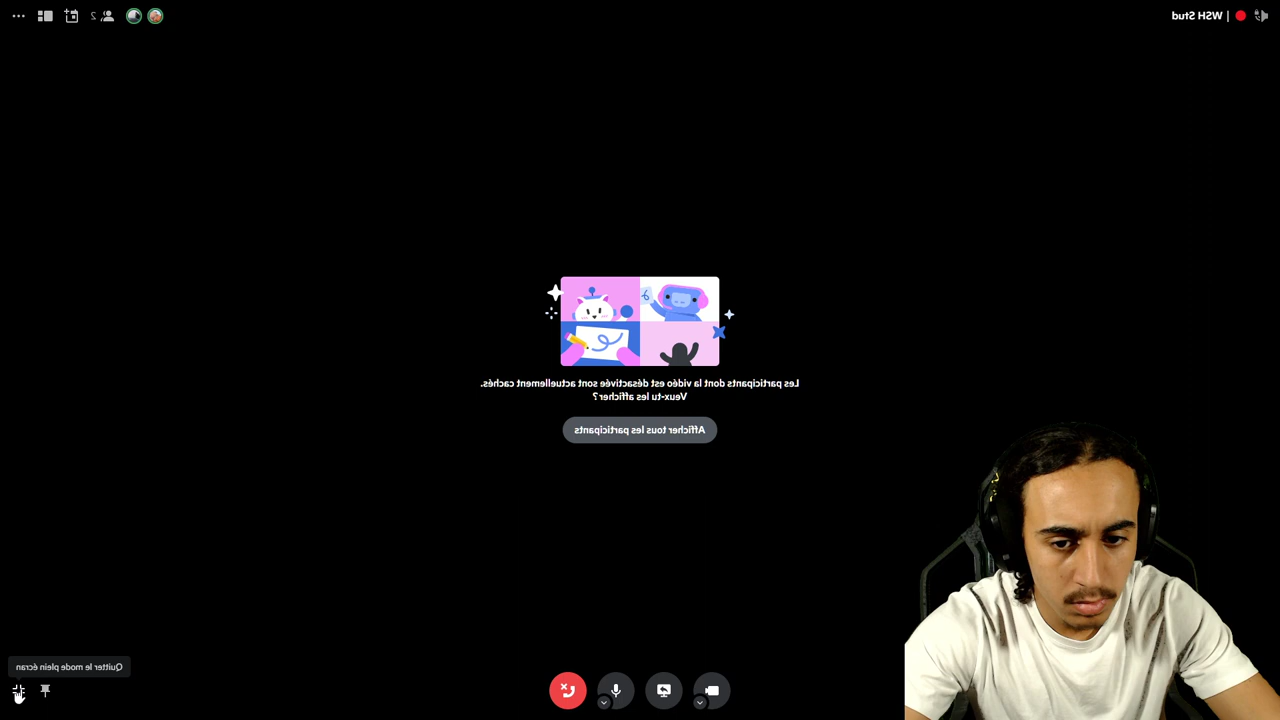 | WSH Stud
2
Les participants dont la vidéo est désactivée sont actuellement cachés.
Veux-tu les afficher ?
Afficher tous les participants
Quitter le mode plein écran